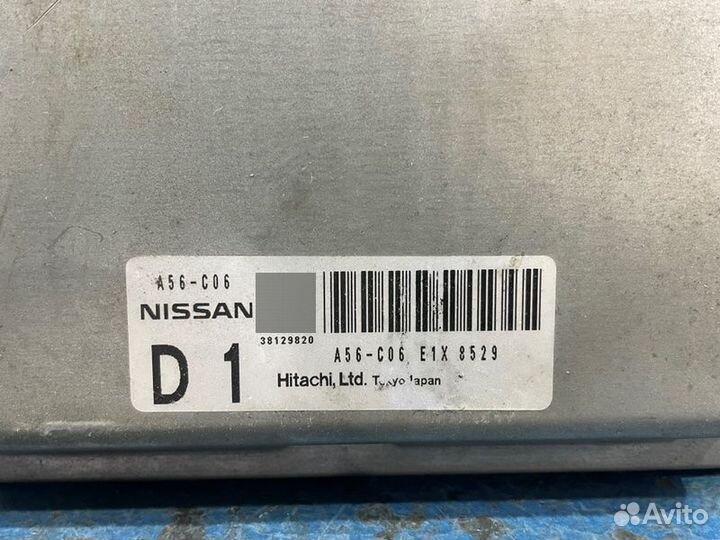 A56-C06
NISSAN
38129820
A56-C06 E1X 8529
D 1
Hitachi, Ltd. Tokyo Japan
Avito